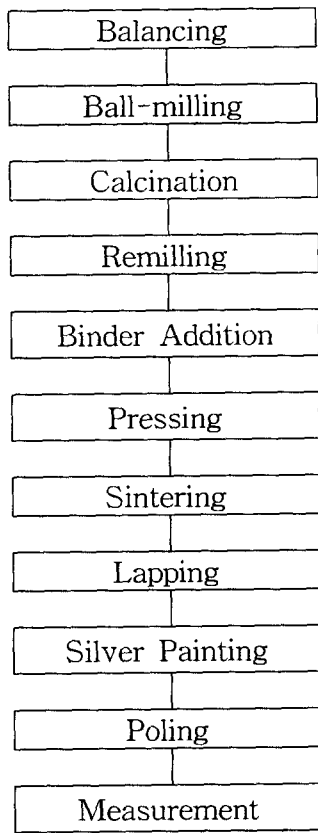 Balancing
Ball-milling
Calcination
Remilling
Binder Addition
Pressing
Sintering
Lapping
Silver Painting
Poling
Measurement